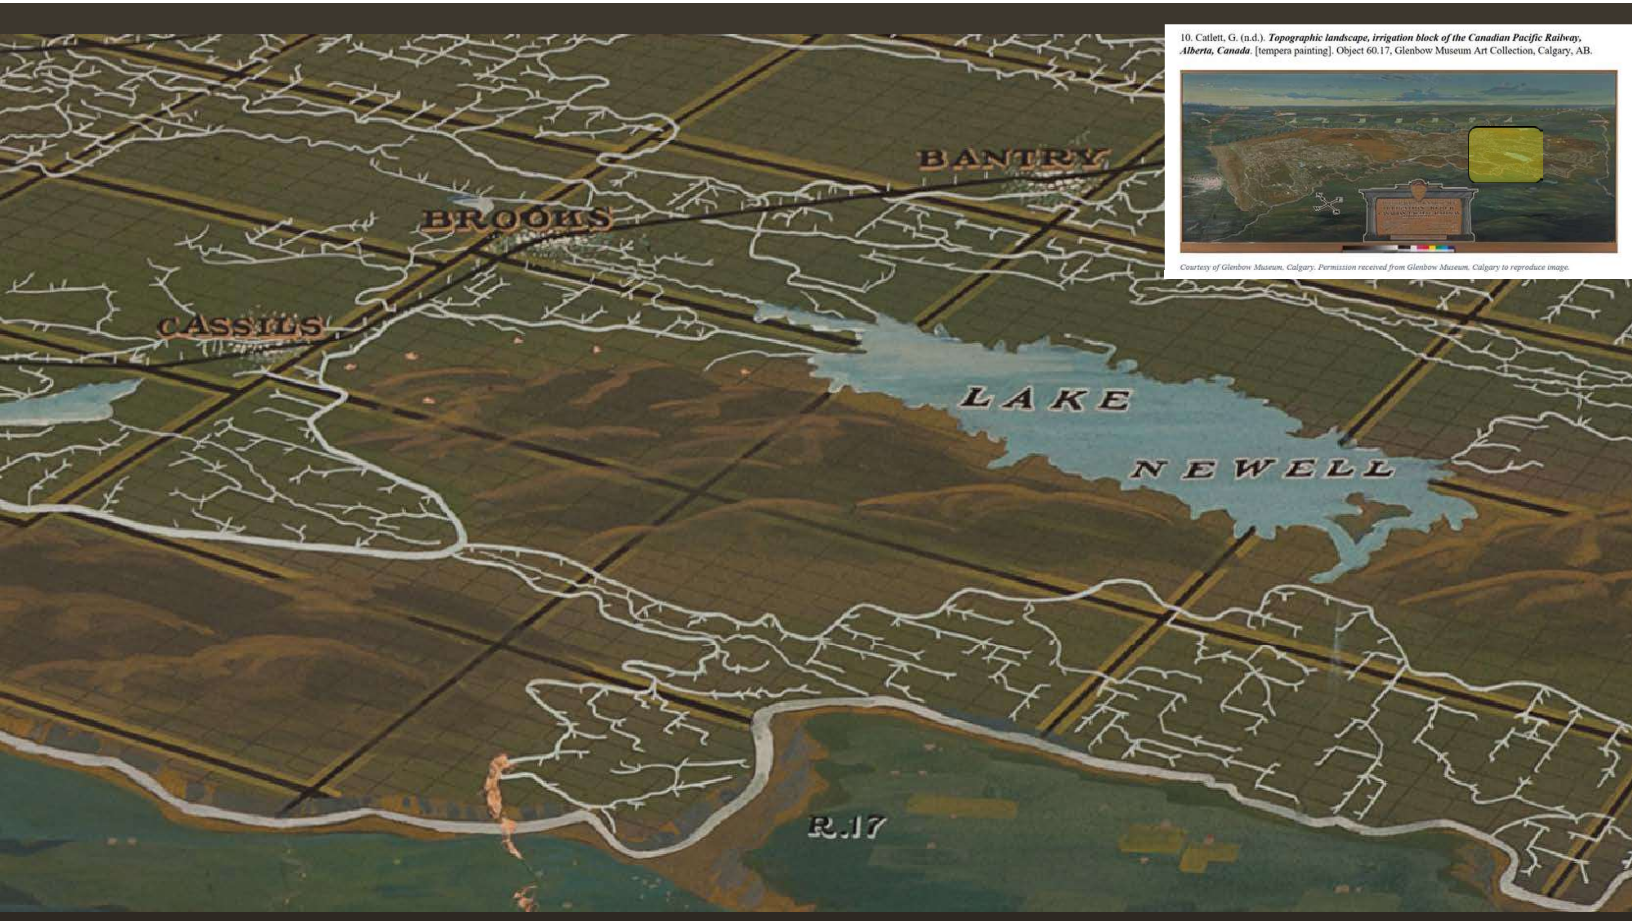 10. Catlett, G. (n.d.). Topographic landscape, irrigation block of the Canadian Pacific Railway,
Alberta, Canada. [tempera painting]. Object 60.17, Glenbow Museum Art Collection, Calgary, AB.
Courtesy of Glenbow Museum, Calgary. Permission received from Glenbow Museum, Calgary to reproduce image.
BANTRY
BROOKS
CASSILS
LAKE
NEWELL
R.17